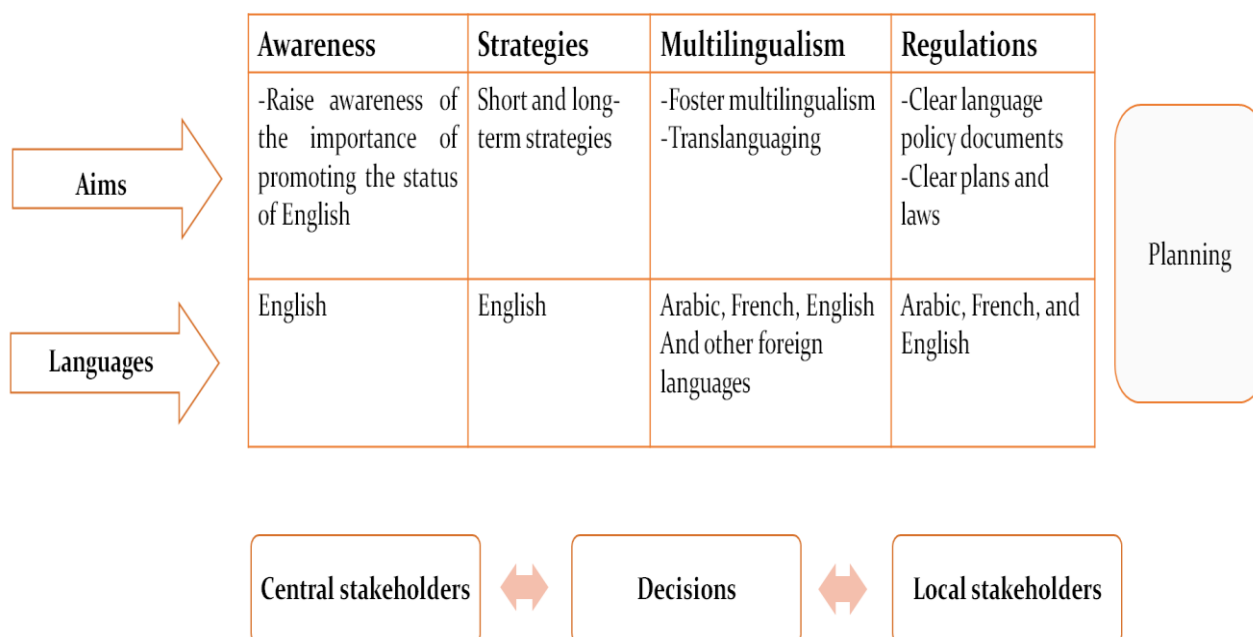 Awareness
Strategies
Multilingualism
Regulations
Aims
-Raise awareness of
the importance of
promoting the status
of English
Short and long-
term strategies
-Foster multilingualism
-Translanguaging
-Clear language
policy documents
-Clear plans and
laws
Planning
Languages
English
English
Arabic, French, English
And other foreign
languages
Arabic, French, and
English
Central stakeholders
Decisions
Local stakeholders